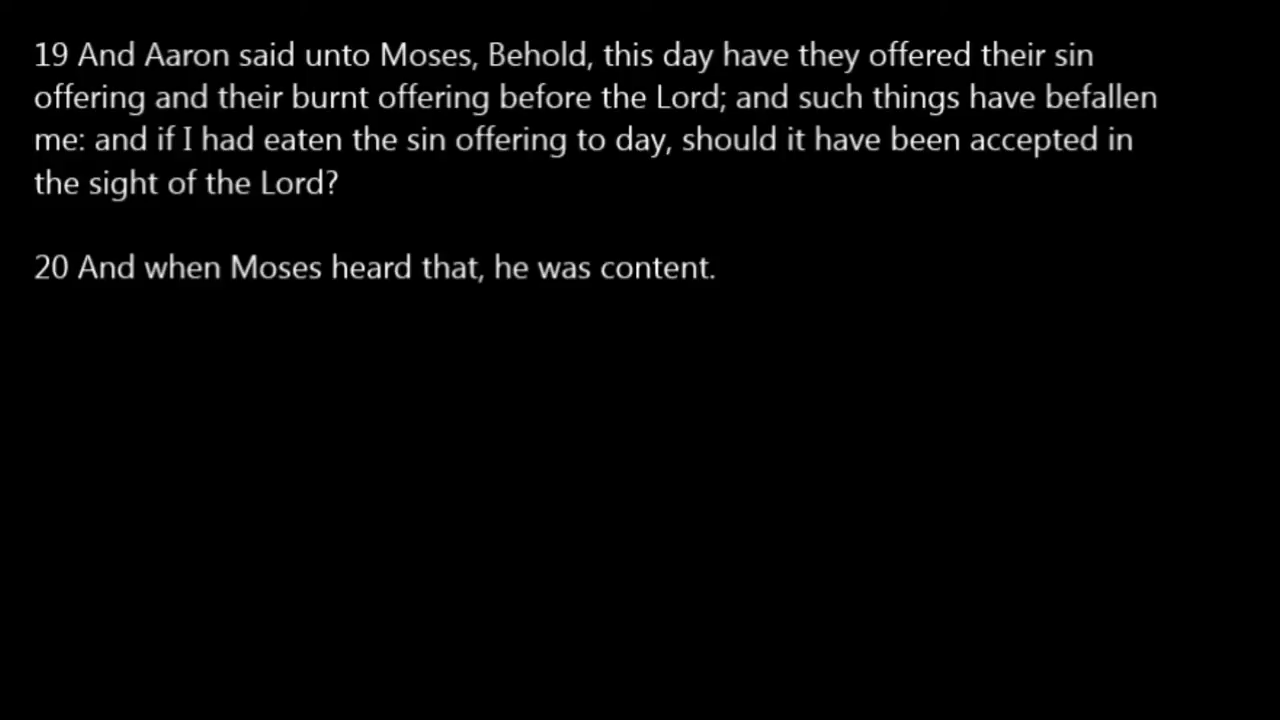 19 And Aaron said unto Moses, Behold, this day have they offered their sin
offering and their burnt offering before the Lord; and such things have befallen
me: and if I had eaten the sin offering to day, should it have been accepted in
the sight of the Lord?
20 And when Moses heard that, he was content.